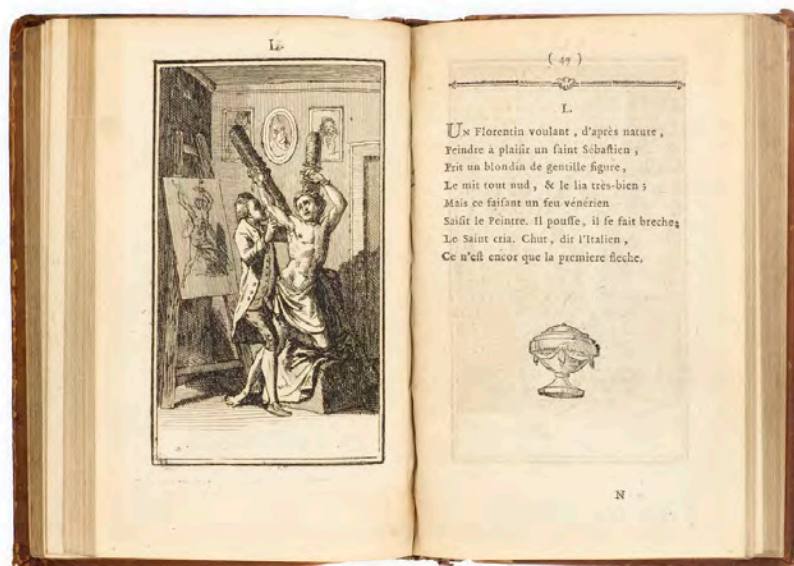 L.
( 49 )
L.
UN Florentin voulant, d'après nature,
Peindre à plaisir un saint Sébaſtien,
Prit un blondin de gentille figure,
Le mit tout nud, & le lia très-bien;
Mais ce faiſant un feu vénérien
Saiſit le Peintre. Il pouſſe, il ſe fait breche;
Le Saint cria. Chut, dit l'Italien,
Ce n'eſt encor que la premiere fleche.
N